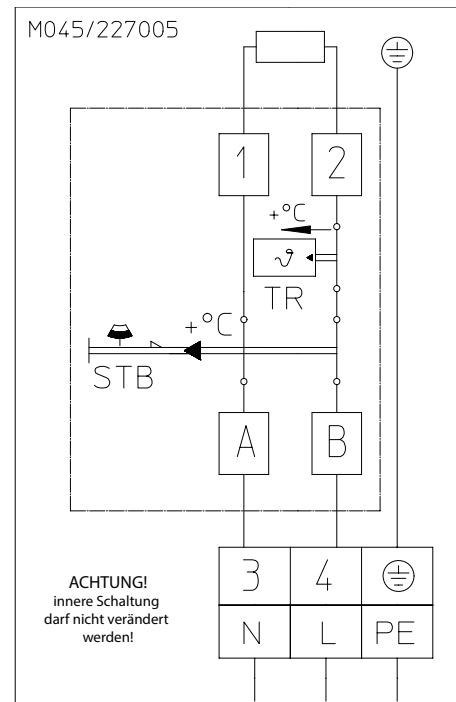 M045/227005
1 2
+°C
ϑ
TR
+°C
STB
A B
3 4
N L PE
ACHTUNG!
innere Schaltung
darf nicht verändert
werden!